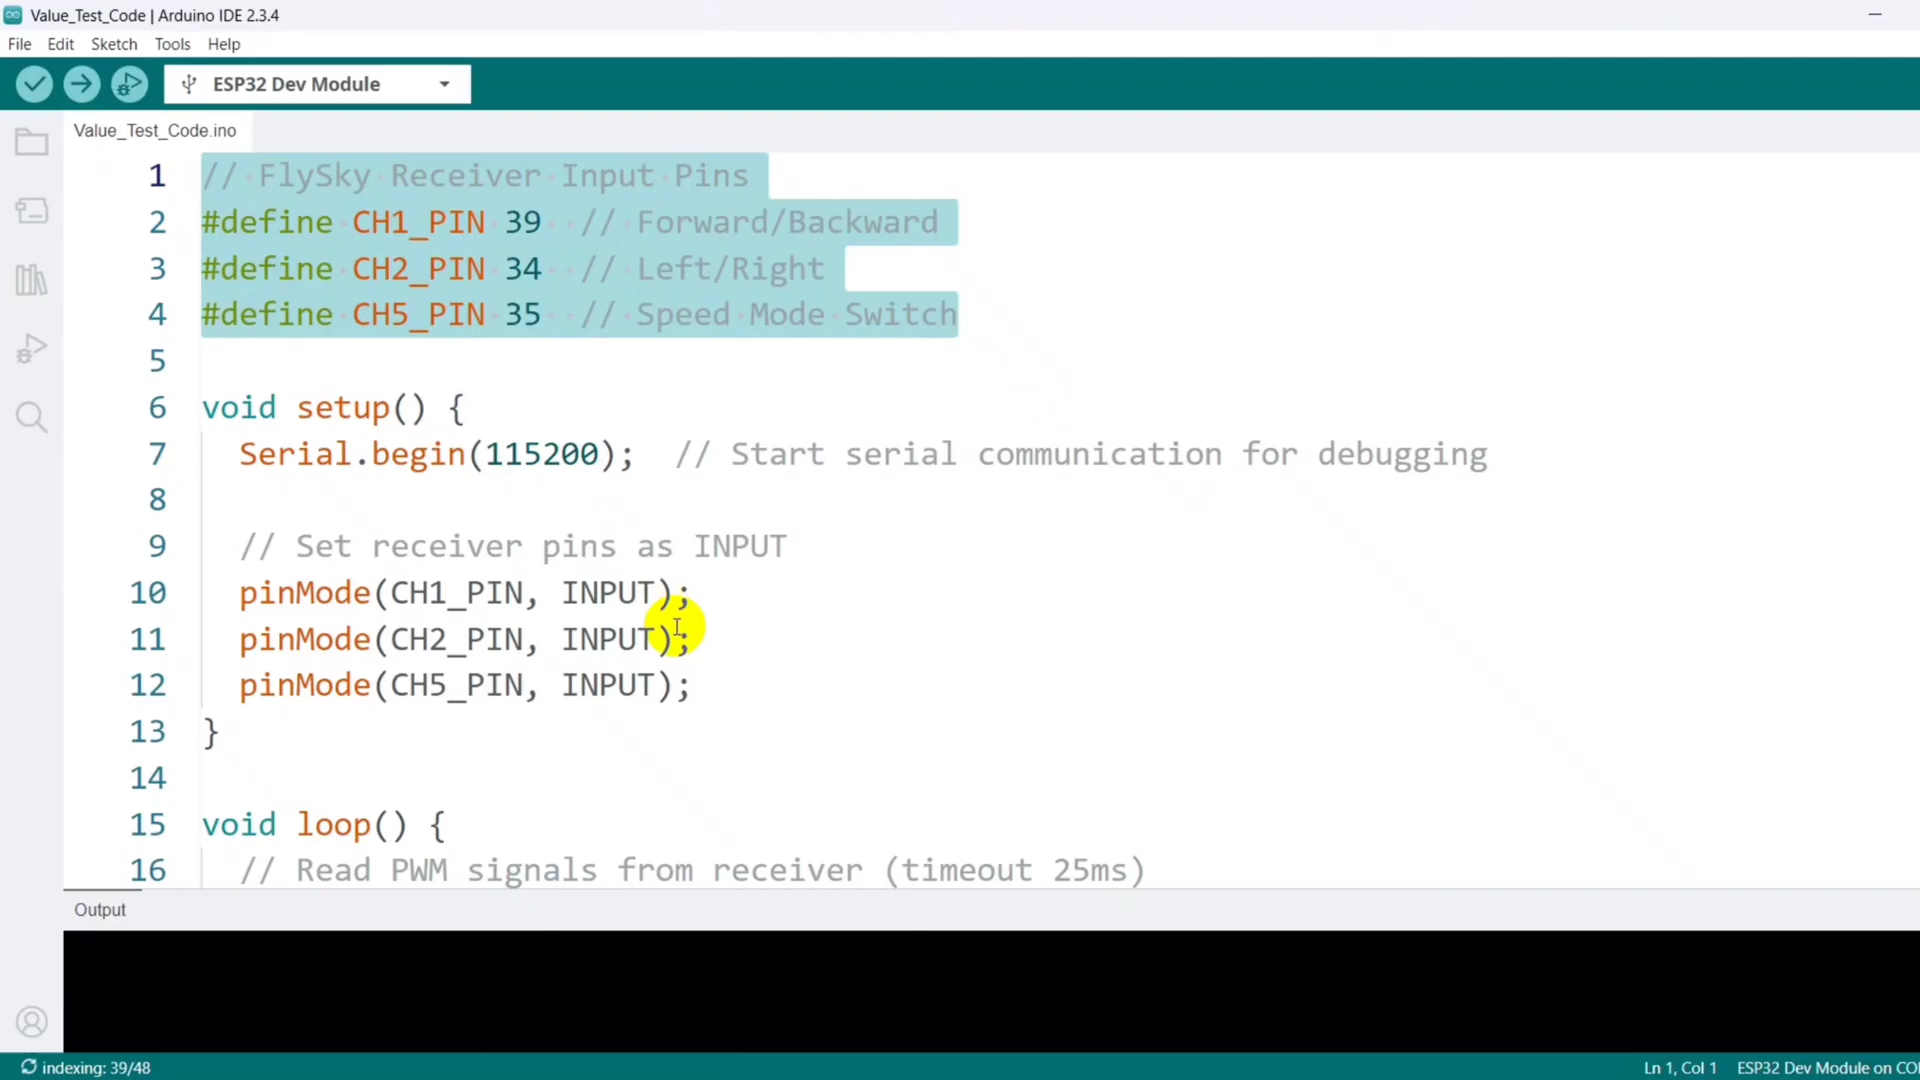 Value_Test_Code | Arduino IDE 2.3.4
File Edit Sketch Tools Help
ESP32 Dev Module
Value_Test_Code.ino
1 // FlySky Receiver Input Pins
2 #define CH1_PIN 39 // Forward/Backward
3 #define CH2_PIN 34 // Left/Right
4 #define CH5_PIN 35 // Speed Mode Switch
5
6 void setup() {
7 Serial.begin(115200); // Start serial communication for debugging
8
9 // Set receiver pins as INPUT
10 pinMode(CH1_PIN, INPUT);
11 pinMode(CH2_PIN, INPUT);
12 pinMode(CH5_PIN, INPUT);
13 }
14
15 void loop() {
16 // Read PWM signals from receiver (timeout 25ms)
Output
indexing: 39/48 Ln 1, Col 1 ESP32 Dev Module on CO